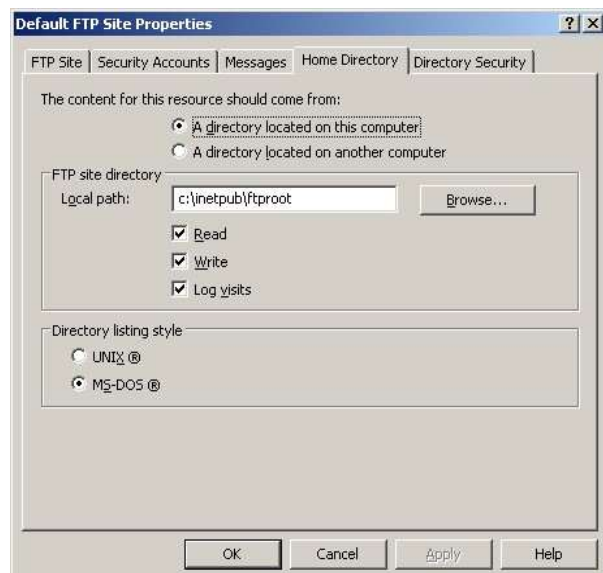 Default FTP Site Properties
? X
FTP Site Security Accounts Messages Home Directory Directory Security
The content for this resource should come from:
A directory located on this computer
A directory located on another computer
FTP site directory
Local path: c:\inetpub\ftproot Browse...
Read
Write
Log visits
Directory listing style
UNIX ®
MS-DOS ®
OK Cancel Apply Help